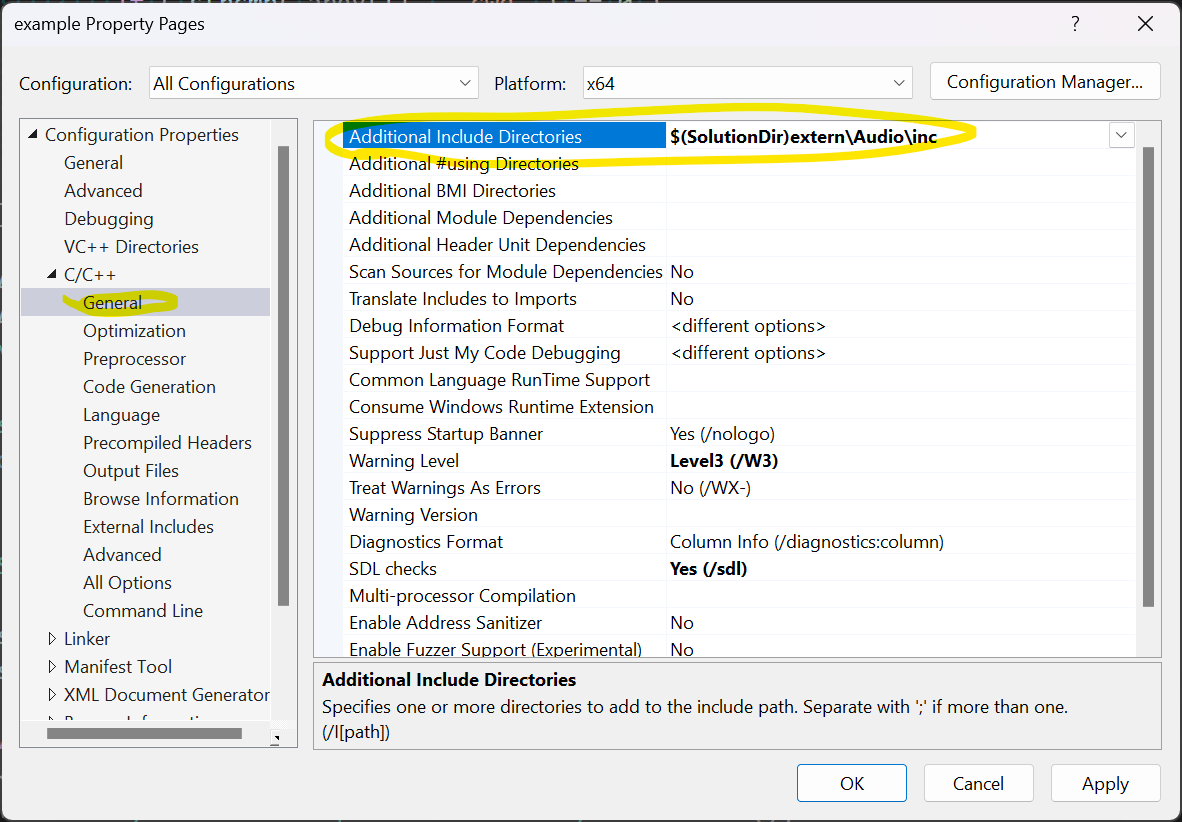 example Property Pages
?
Configuration: All Configurations Platform: x64 Configuration Manager...
Configuration Properties
General
Advanced
Debugging
VC++ Directories
C/C++
General
Optimization
Preprocessor
Code Generation
Language
Precompiled Headers
Output Files
Browse Information
External Includes
Advanced
All Options
Command Line
Linker
Manifest Tool
XML Document Generator
Additional Include Directories $(SolutionDir)extern\Audio\inc
Additional #using Directories
Additional BMI Directories
Additional Module Dependencies
Additional Header Unit Dependencies
Scan Sources for Module Dependencies No
Translate Includes to Imports No
Debug Information Format <different options>
Support Just My Code Debugging <different options>
Common Language RunTime Support
Consume Windows Runtime Extension
Suppress Startup Banner Yes (/nologo)
Warning Level Level3 (/W3)
Treat Warnings As Errors No (/WX-)
Warning Version
Diagnostics Format Column Info (/diagnostics:column)
SDL checks Yes (/sdl)
Multi-processor Compilation
Enable Address Sanitizer No
Enable Fuzzer Support (Experimental) No
Additional Include Directories
Specifies one or more directories to add to the include path. Separate with ';' if more than one.
(/I[path])
OK Cancel Apply